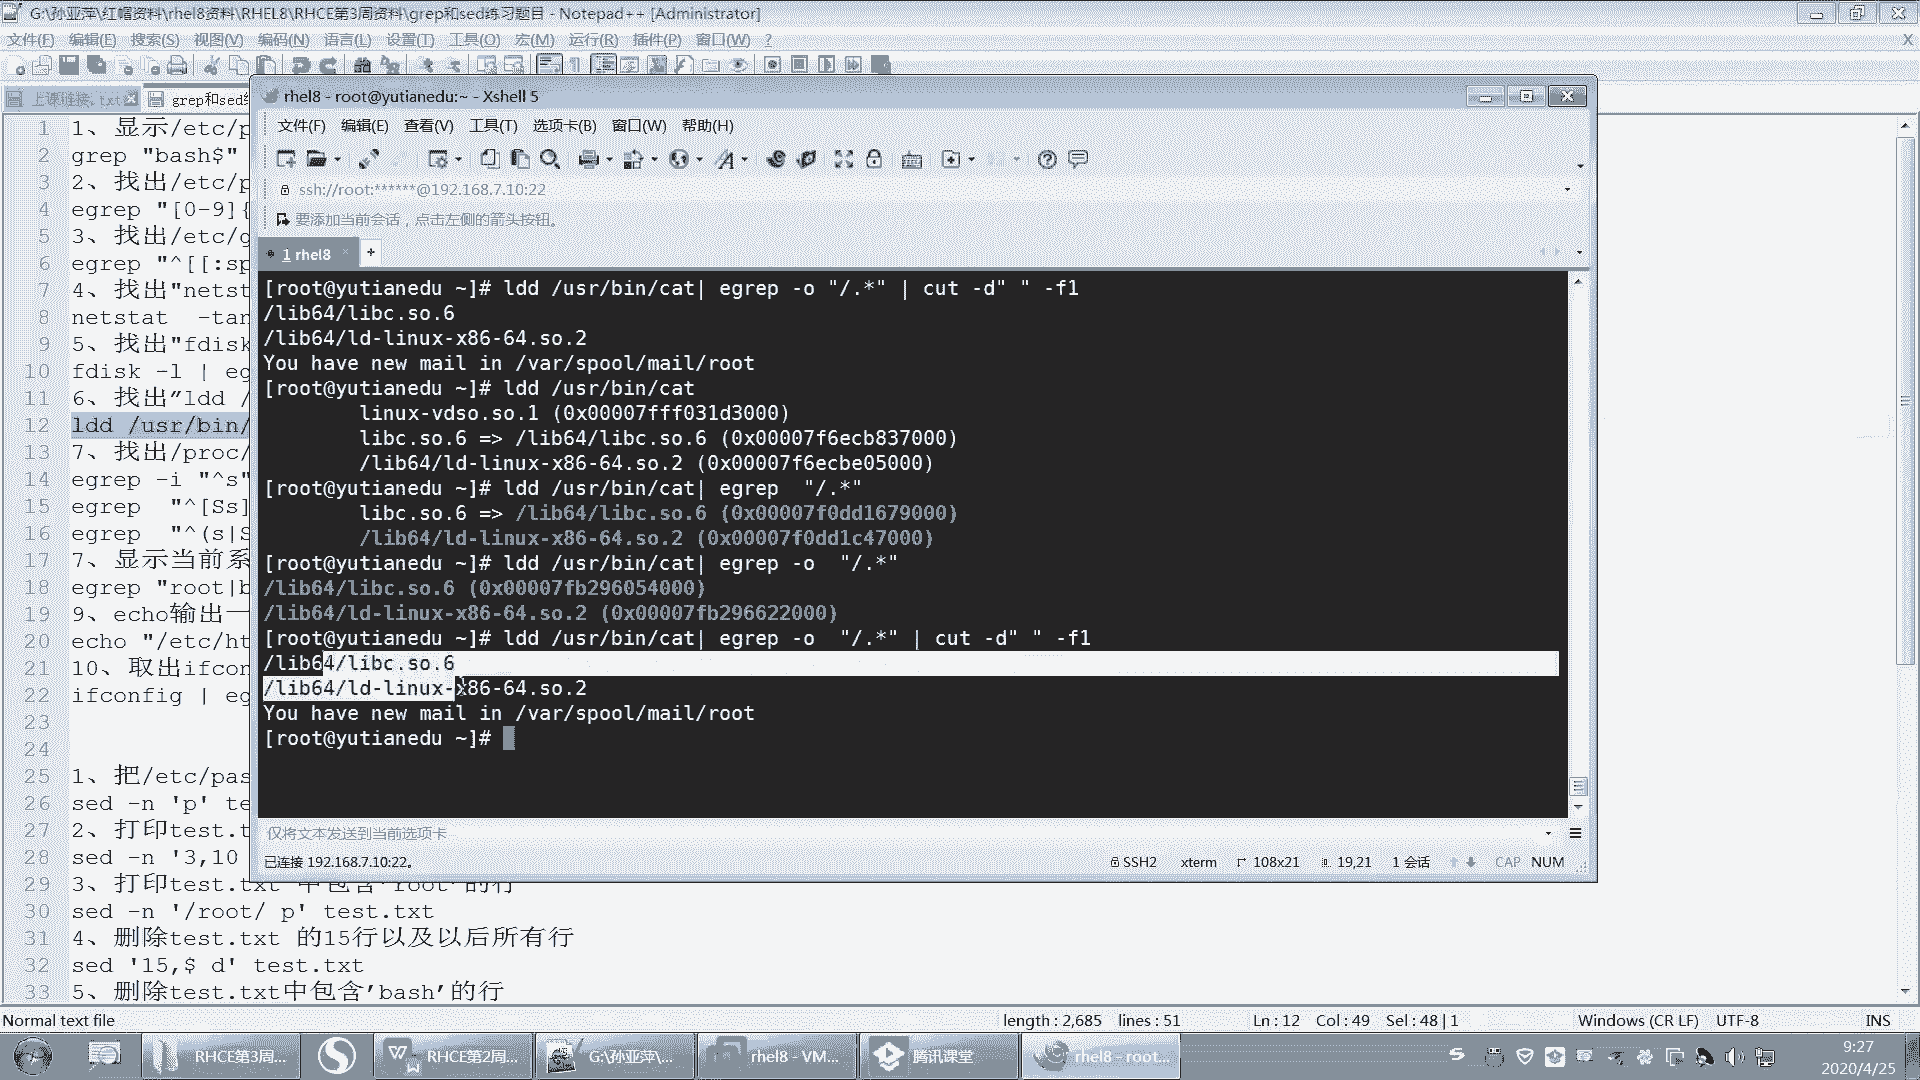 G:\孙亚萍\红帽资料\rhel8资料\RHEL8\RHCE第3周资料\grep和sed练习题目 - Notepad++ [Administrator]
文件(F) 编辑(E) 搜索(S) 视图(V) 编码(N) 语言(L) 设置(T) 工具(O) 宏(M) 运行(R) 插件(P) 窗口(W) ? X
上课链接.txt grep和sed
rhel8 - root@yutianedu:~ - Xshell 5
文件(F) 编辑(E) 查看(V) 工具(T) 选项卡(B) 窗口(W) 帮助(H)
ssh://root:******@192.168.7.10:22
要添加当前会话，点击左侧的箭头按钮。
1 rhel8 +
[root@yutianedu ~]# ldd /usr/bin/cat| egrep -o "/.*" | cut -d" " -f1
/lib64/libc.so.6
/lib64/ld-linux-x86-64.so.2
You have new mail in /var/spool/mail/root
[root@yutianedu ~]# ldd /usr/bin/cat
linux-vdso.so.1 (0x00007fff031d3000)
libc.so.6 => /lib64/libc.so.6 (0x00007f6ecb837000)
/lib64/ld-linux-x86-64.so.2 (0x00007f6ecbe05000)
[root@yutianedu ~]# ldd /usr/bin/cat| egrep  "/.*"
libc.so.6 => /lib64/libc.so.6 (0x00007f0dd1679000)
/lib64/ld-linux-x86-64.so.2 (0x00007f0dd1c47000)
[root@yutianedu ~]# ldd /usr/bin/cat| egrep -o  "/.*"
/lib64/libc.so.6 (0x00007fb296054000)
/lib64/ld-linux-x86-64.so.2 (0x00007fb296622000)
[root@yutianedu ~]# ldd /usr/bin/cat| egrep -o  "/.*" | cut -d" " -f1
/lib64/libc.so.6
/lib64/ld-linux-x86-64.so.2
You have new mail in /var/spool/mail/root
[root@yutianedu ~]#
仅将文本发送到当前选项卡
已连接 192.168.7.10:22。 SSH2 xterm 108x21 19,21 1 会话 CAP NUM
1 1、显示/etc/p
2 grep "bash$"
3 2、找出/etc/p
4 egrep "[0-9]{
5 3、找出/etc/g
6 egrep "^[[:sp
7 4、找出"netst
8 netstat  -tan
9 5、找出"fdisk
10 fdisk -l | eg
11 6、找出"ldd /
12 ldd /usr/bin/
13 7、找出/proc/
14 egrep -i "^s"
15 egrep  "^[Ss]
16 egrep  "^(s|S
17 7、显示当前系
18 egrep "root|b
19 9、echo输出一
20 echo "/etc/ht
21 10、取出ifcon
22 ifconfig | eg
23
24
25 1、把/etc/pas
26 sed -n 'p' te
27 2、打印test.t
28 sed -n '3,10
29 3、打印test.txt 中包含'root'的行
30 sed -n '/root/ p' test.txt
31 4、删除test.txt 的15行以及以后所有行
32 sed '15,$ d' test.txt
33 5、删除test.txt中包含'bash'的行
Normal text file length : 2,685 lines : 51 Ln : 12 Col : 49 Sel : 48 | 1 Windows (CR LF) UTF-8 INS
RHCE第3周... RHCE第2周... G:\孙亚萍\... rhel8 - VM... 腾讯课堂 rhel8 - root...
9:27
2020/4/25